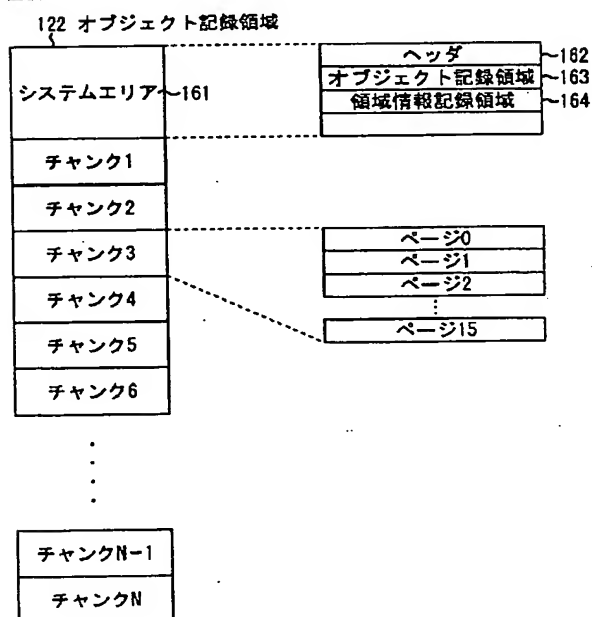 122 オブジェクト記録領域
システムエリア
161
ヘッダ
162
オブジェクト記録領域
163
領域情報記録領域
164
チャンク1
チャンク2
チャンク3
チャンク4
チャンク5
チャンク6
ページ0
ページ1
ページ2
ページ15
チャンクN-1
チャンクN